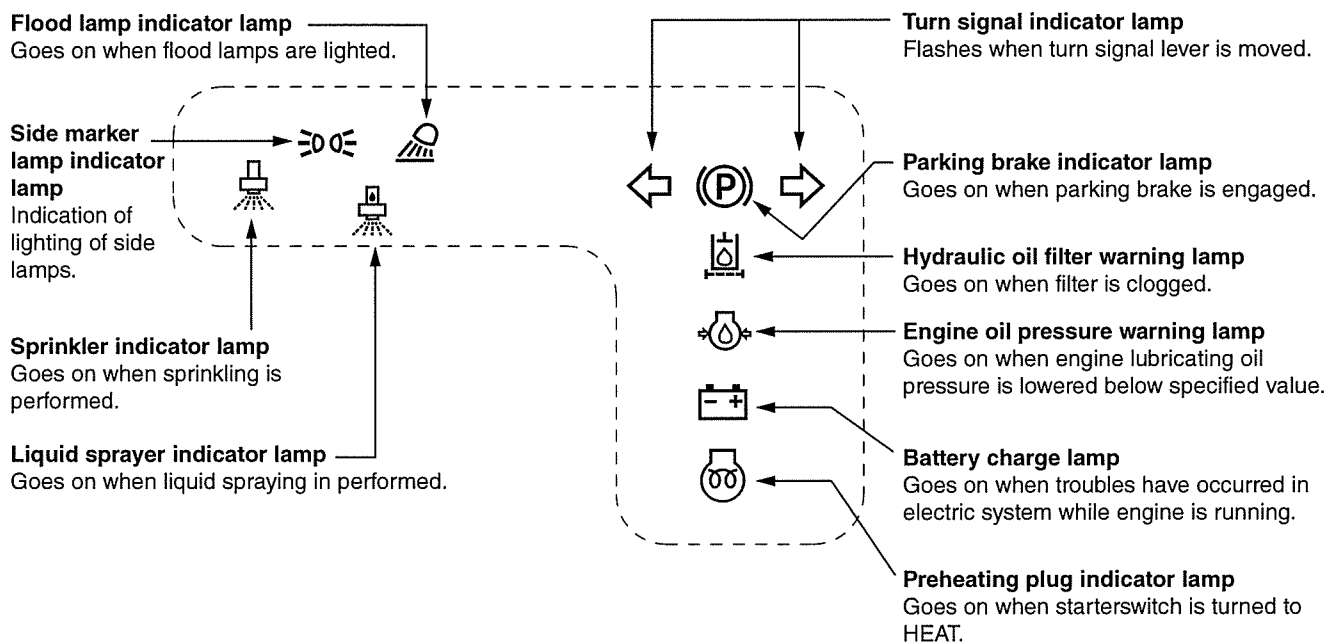 Flood lamp indicator lamp
Goes on when flood lamps are lighted.
Side marker
lamp indicator
lamp
Indication of
lighting of side
lamps.
Sprinkler indicator lamp
Goes on when sprinkling is
performed.
Liquid sprayer indicator lamp
Goes on when liquid spraying in performed.
Turn signal indicator lamp
Flashes when turn signal lever is moved.
P
Parking brake indicator lamp
Goes on when parking brake is engaged.
Hydraulic oil filter warning lamp
Goes on when filter is clogged.
Engine oil pressure warning lamp
Goes on when engine lubricating oil
pressure is lowered below specified value.
- +
Battery charge lamp
Goes on when troubles have occurred in
electric system while engine is running.
Preheating plug indicator lamp
Goes on when starterswitch is turned to
HEAT.